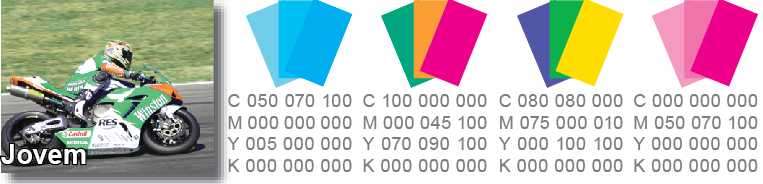 Winston
RES
Castrol
HONDA
Jovem
C 050 070 100
M 000 000 000
Y 005 000 000
K 000 000 000
C 100 000 000
M 000 045 100
Y 070 090 100
K 000 000 000
C 080 080 000
M 075 000 010
Y 000 100 100
K 000 000 000
C 000 000 000
M 050 070 100
Y 000 000 000
K 000 000 000